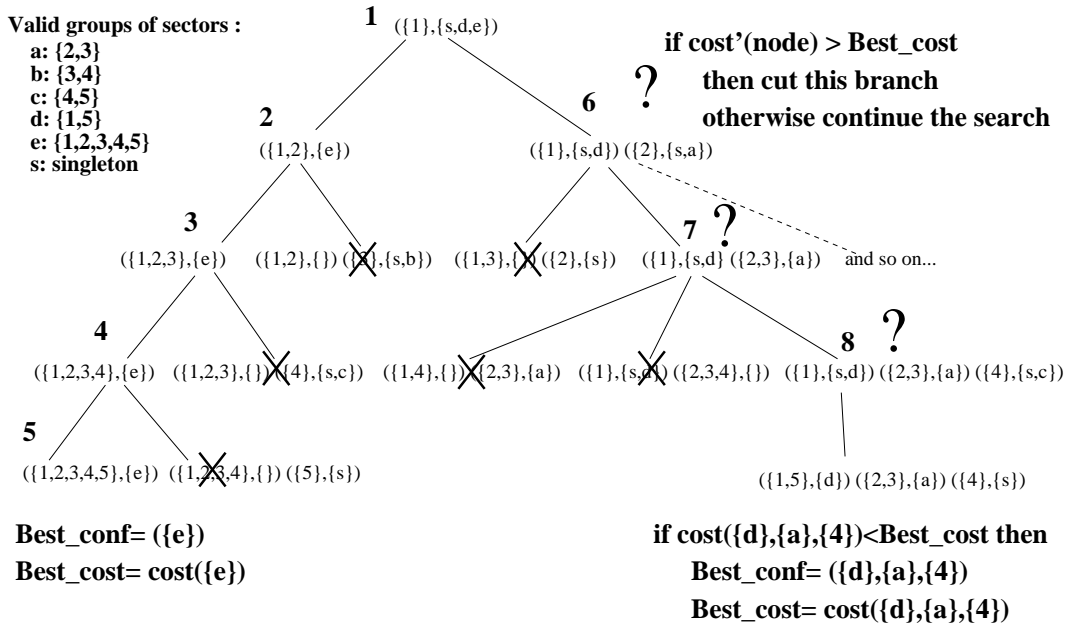 Valid groups of sectors :
a: {2,3}
b: {3,4}
c: {4,5}
d: {1,5}
e: {1,2,3,4,5}
s: singleton
1
({1},{s,d,e})
if cost'(node) > Best_cost
then cut this branch
otherwise continue the search
2
6 ?
({1,2},{e})
({1},{s,d}) ({2},{s,a})
3
7 ?
({1,2,3},{e}) ({1,2},{}) ({3},{s,b}) ({1,3},{}) ({2},{s}) ({1},{s,d} ({2,3},{a}) and so on...
4
8 ?
({1,2,3,4},{e}) ({1,2,3},{}) ({4},{s,c}) ({1,4},{}) ({2,3},{a}) ({1},{s,d}) ({2,3,4},{}) ({1},{s,d}) ({2,3},{a}) ({4},{s,c})
5
({1,2,3,4,5},{e}) ({1,2,3,4},{}) ({5},{s})
({1,5},{d}) ({2,3},{a}) ({4},{s})
Best_conf= ({e})
Best_cost= cost({e})
if cost({d},{a},{4})<Best_cost then
Best_conf= ({d},{a},{4})
Best_cost= cost({d},{a},{4})